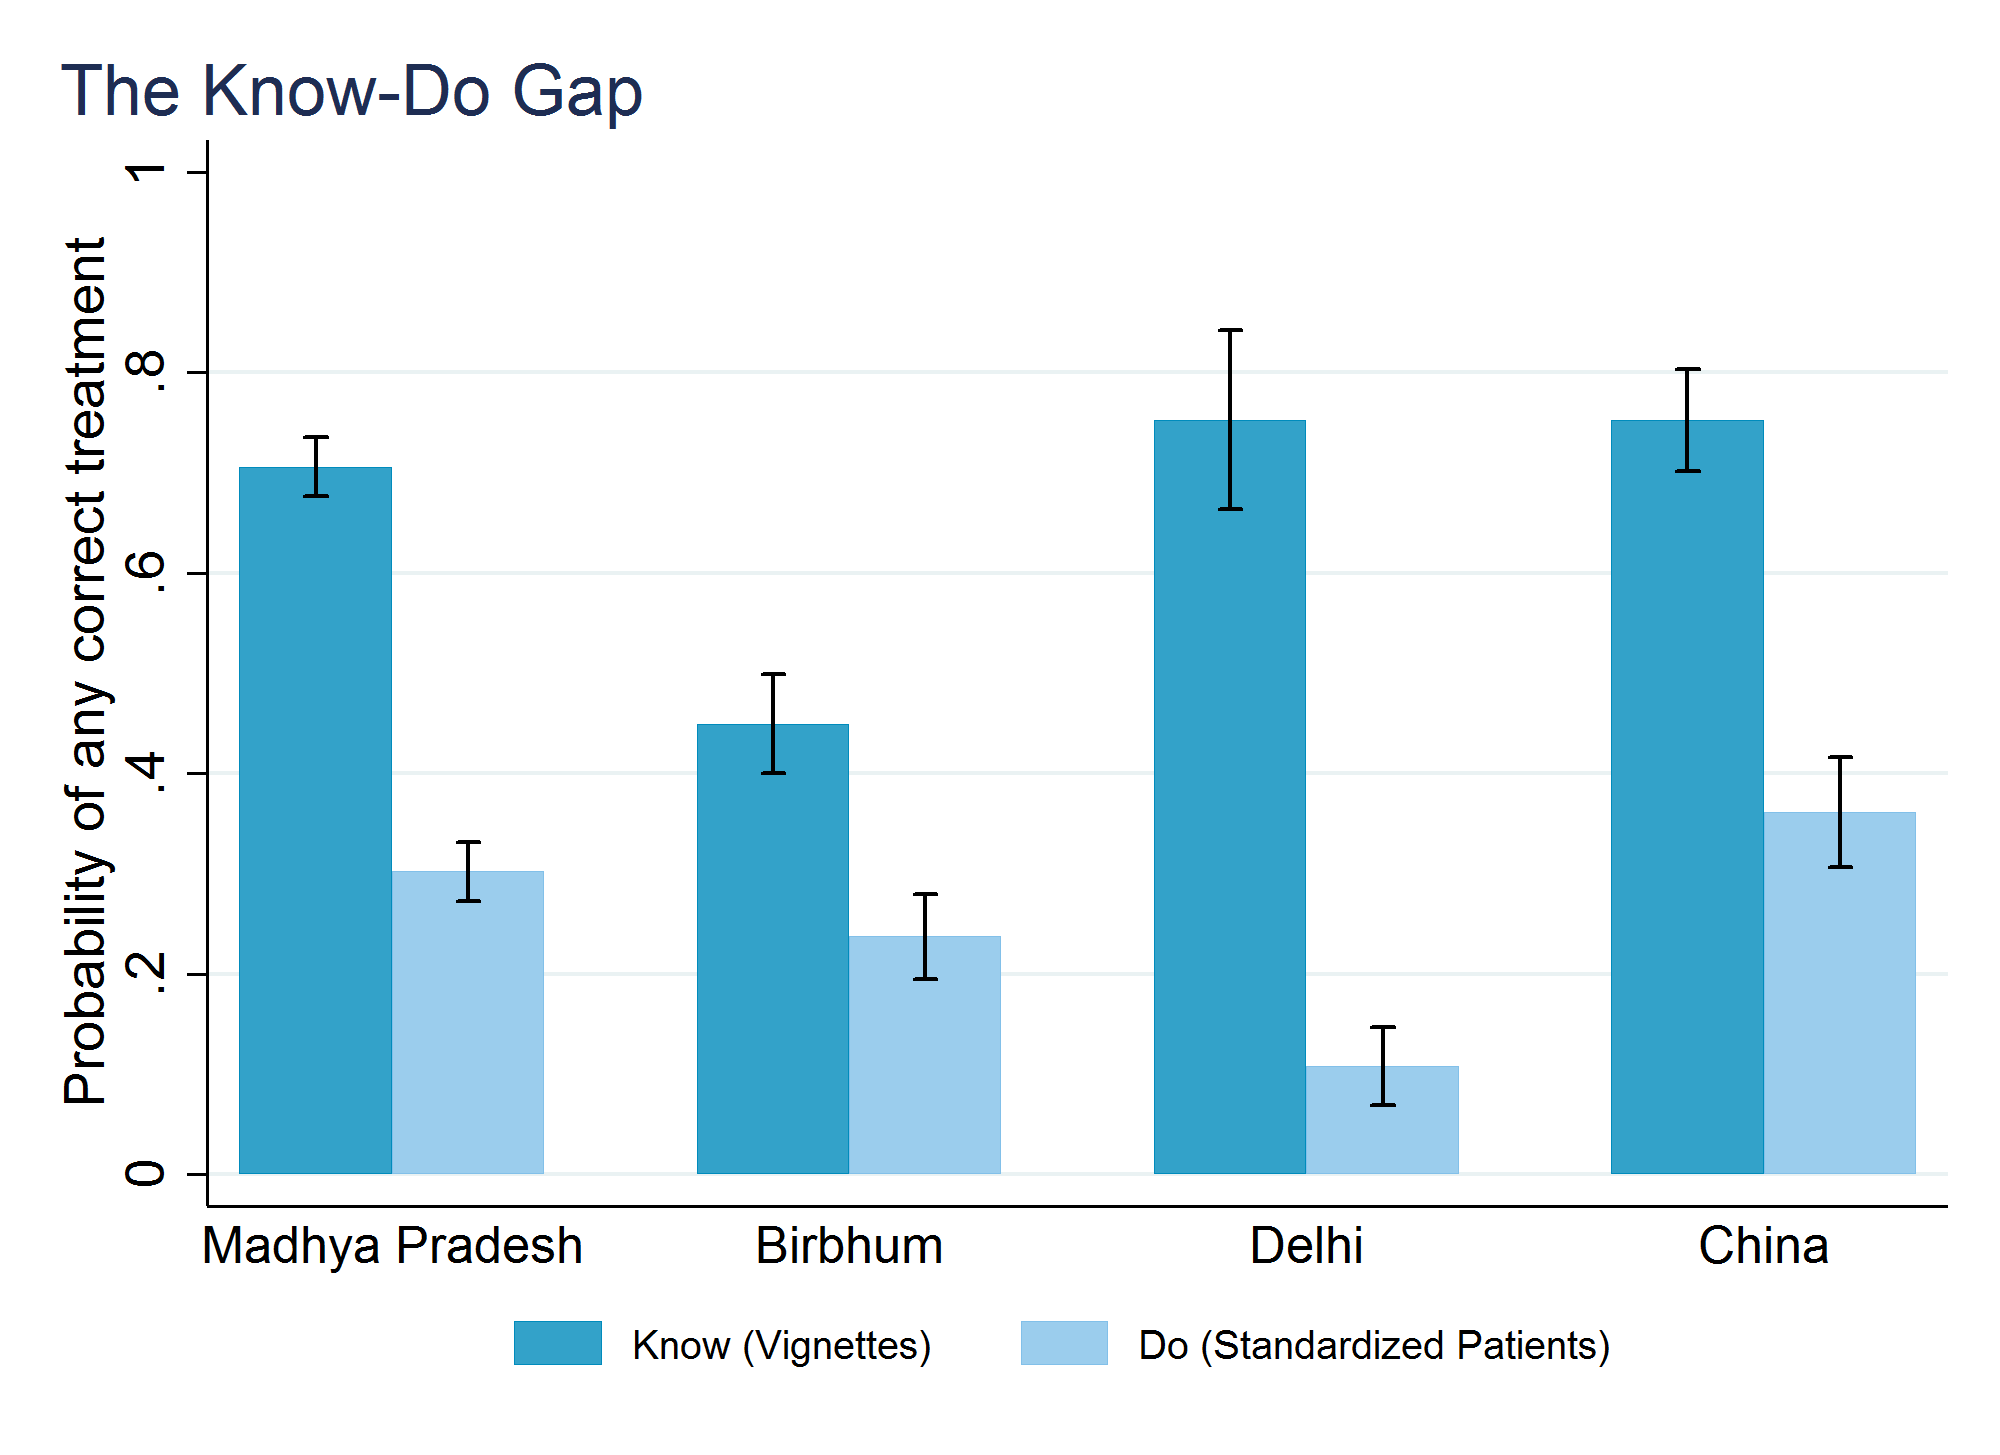 The Know-Do Gap
Probability of any correct treatment
1
.8
.6
.4
.2
0
Madhya Pradesh
Birbhum
Delhi
China
Know (Vignettes)
Do (Standardized Patients)